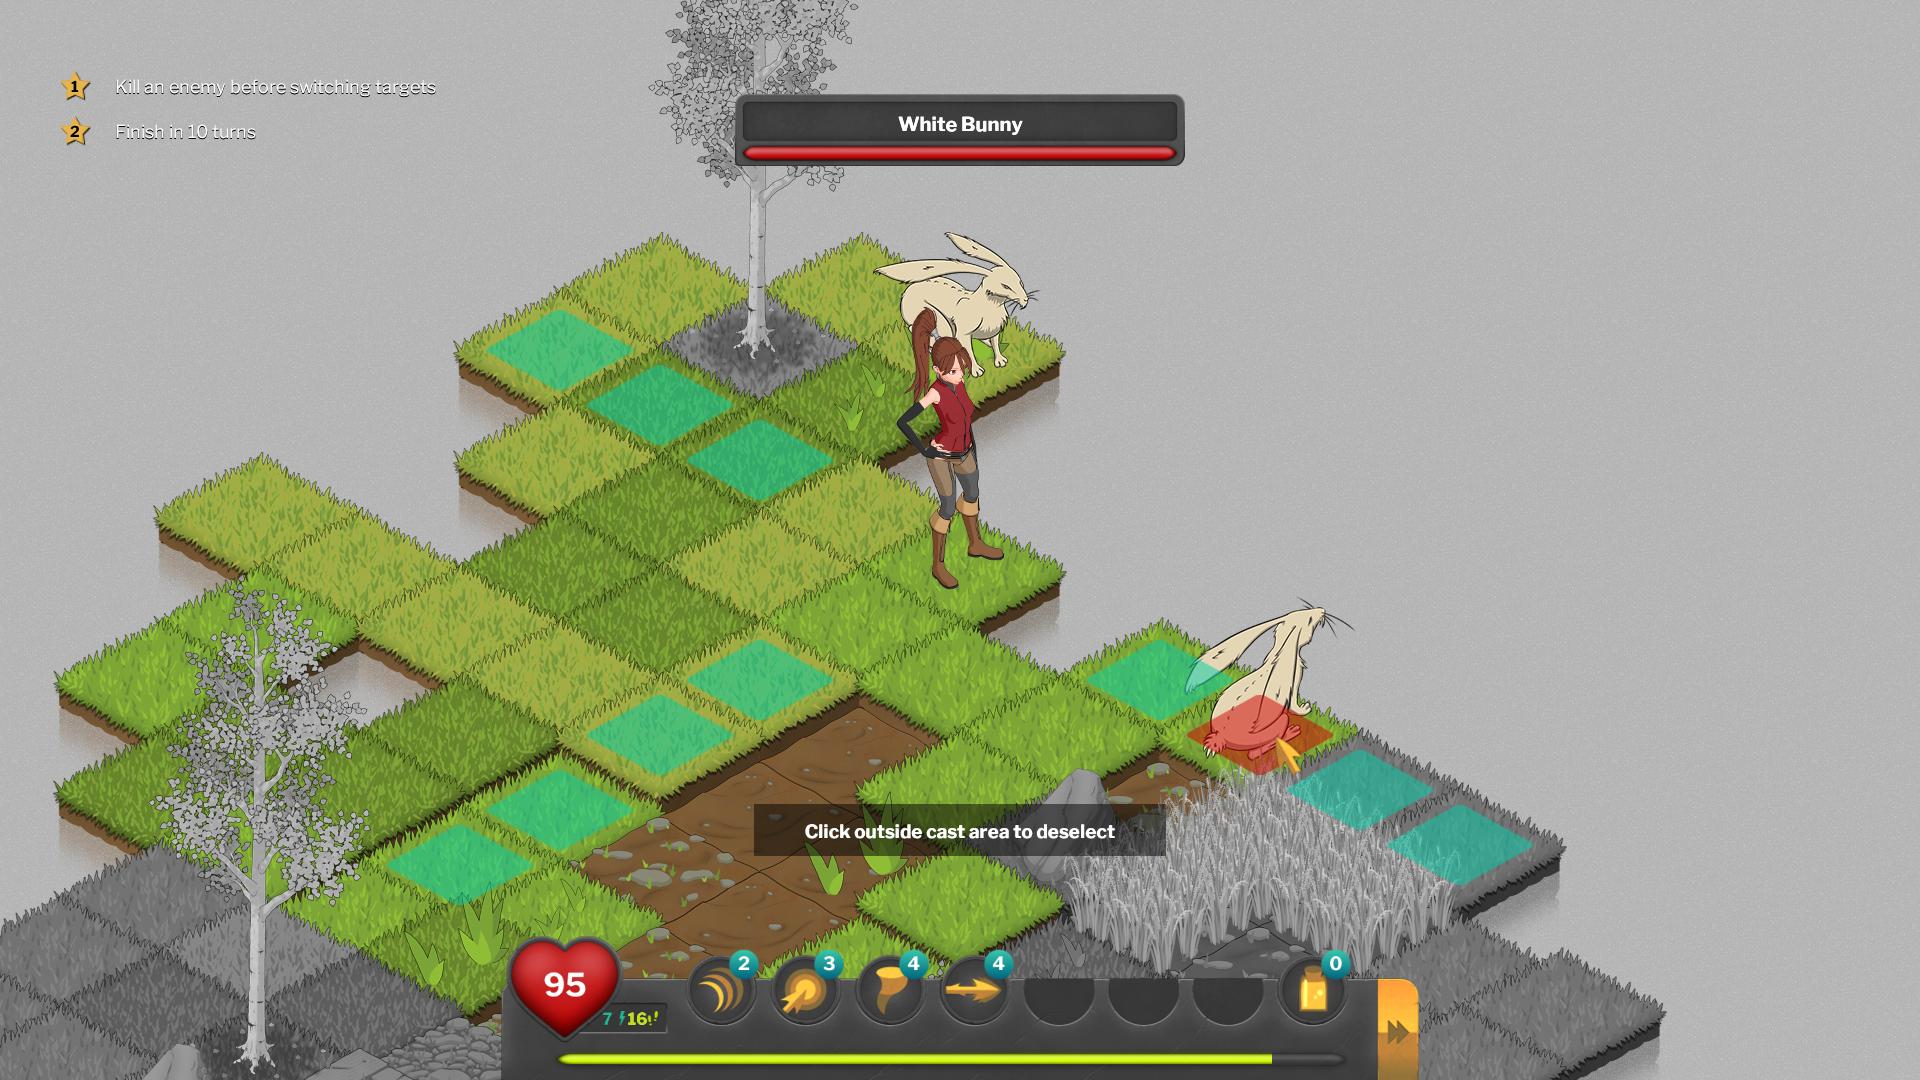 1 Kill an enemy before switching targets
2 Finish in 10 turns
White Bunny
Click outside cast area to deselect
2 3 4 4 0
95
7 16